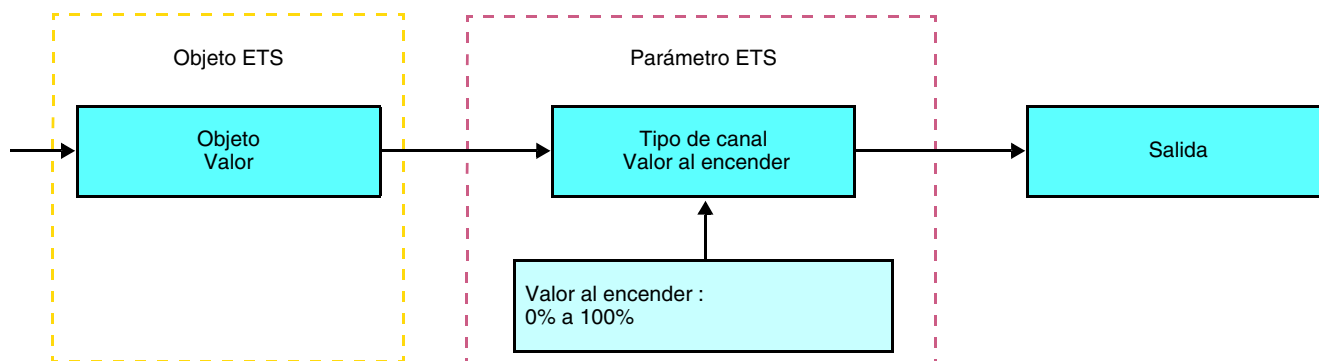 Objeto ETS
Parámetro ETS
Objeto
Valor
Tipo de canal
Valor al encender
Salida
Valor al encender :
0% a 100%